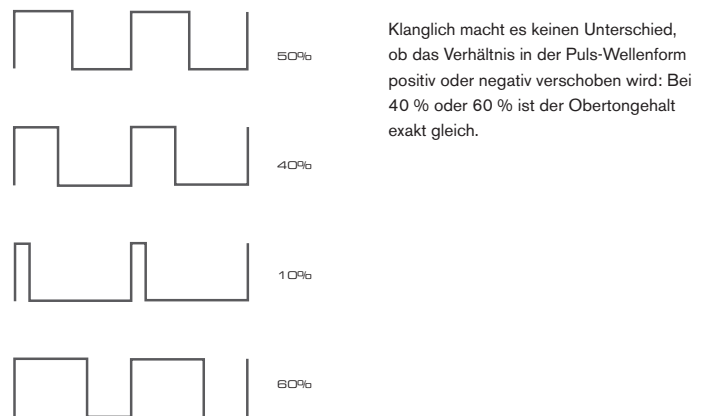 50%
Klanglich macht es keinen Unterschied,
ob das Verhältnis in der Puls-Wellenform
positiv oder negativ verschoben wird: Bei
40 % oder 60 % ist der Obertongehalt
exakt gleich.
40%
10%
60%